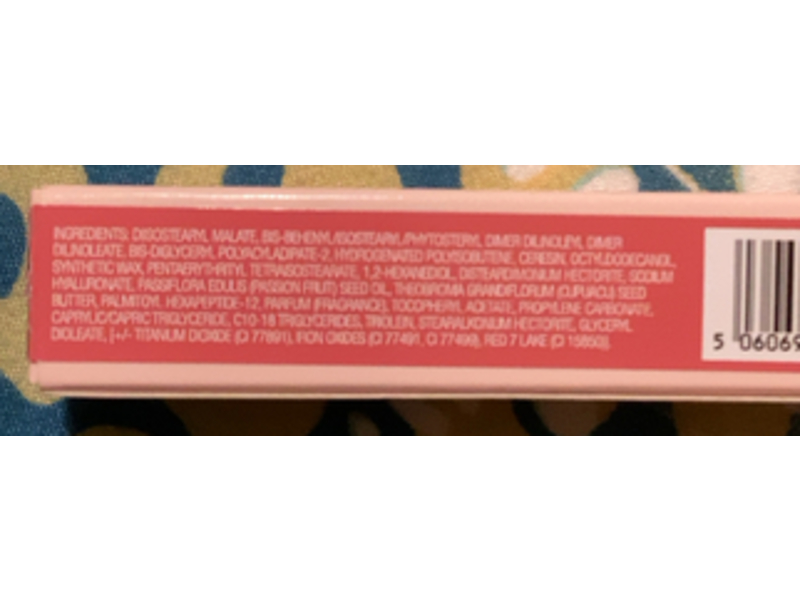 INGREDIENTS: DIISOSTEARYL MALATE, BIS-BEHENYL/ISOSTEARYL/PHYTOSTERYL DIMER DILINOLEYL DIMER
DILINOLEATE, BIS-DIGLYCERYL POLYACYLADIPATE-2, HYDROGENATED POLYISOBUTENE, CERESIN, OCTYLDODECANOL,
SYNTHETIC WAX, PENTAERYTHRITYL TETRAISOSTEARATE, 1,2-HEXANEDIOL, DISTEARDIMONIUM HECTORITE, SODIUM
HYALURONATE, PASSIFLORA EDULIS (PASSION FRUIT) SEED OIL, THEOBROMA GRANDIFLORUM (CUPUACU) SEED
BUTTER, PALMITOYL HEXAPEPTIDE-12, PARFUM (FRAGRANCE), TOCOPHERYL ACETATE, PROPYLENE CARBONATE,
CAPRYLIC/CAPRIC TRIGLYCERIDE, C10-18 TRIGLYCERIDES, TRIOLEIN, STEARALKONIUM HECTORITE, GLYCERYL
DIOLEATE, [+/- TITANIUM DIOXIDE (CI 77891), IRON OXIDES (CI 77491, CI 77499), RED 7 LAKE (CI 15850)].
5 06069